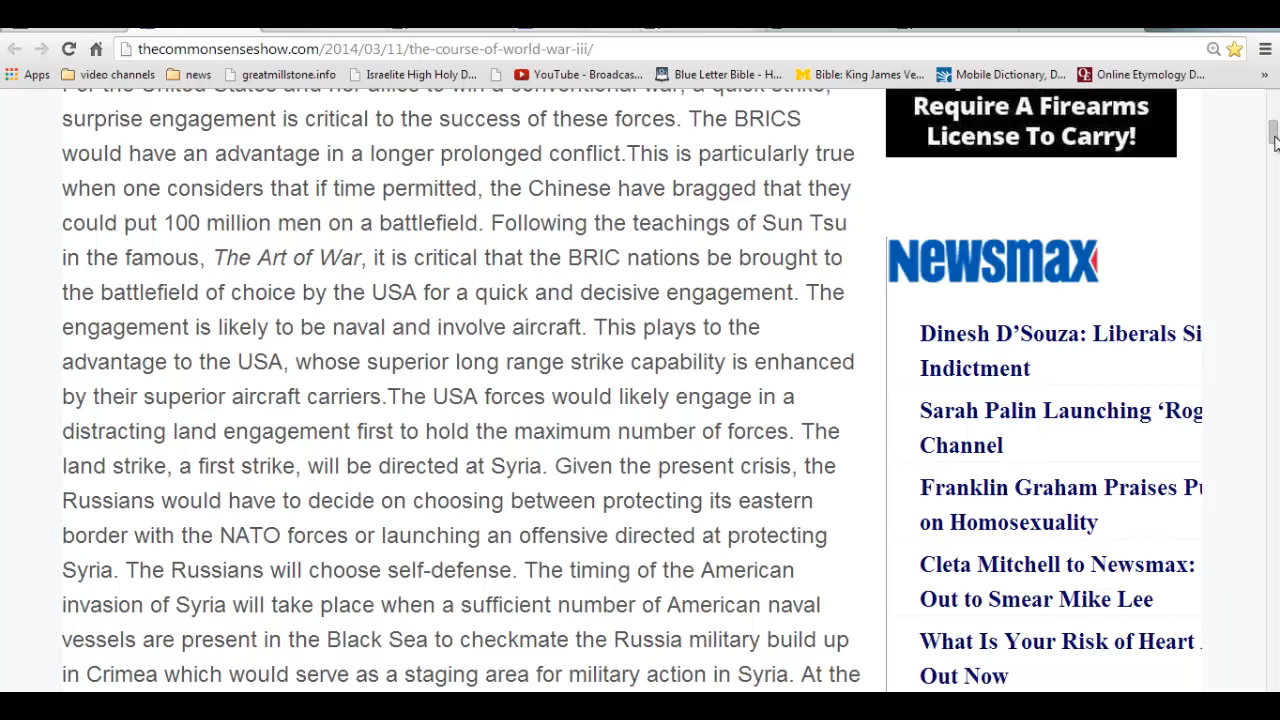 thecommonsenseshow.com/2014/03/11/the-course-of-world-war-iii/
Apps video channels news greatmillstone.info Israelite High Holy D... YouTube - Broadcas... Blue Letter Bible - H... Bible: King James Ve... Mobile Dictionary, D... Online Etymology D... »
For the United States and her allies to win a conventional war, a quick strike,
surprise engagement is critical to the success of these forces. The BRICS
would have an advantage in a longer prolonged conflict.This is particularly true
when one considers that if time permitted, the Chinese have bragged that they
could put 100 million men on a battlefield. Following the teachings of Sun Tsu
in the famous, The Art of War, it is critical that the BRIC nations be brought to
the battlefield of choice by the USA for a quick and decisive engagement. The
engagement is likely to be naval and involve aircraft. This plays to the
advantage to the USA, whose superior long range strike capability is enhanced
by their superior aircraft carriers.The USA forces would likely engage in a
distracting land engagement first to hold the maximum number of forces. The
land strike, a first strike, will be directed at Syria. Given the present crisis, the
Russians would have to decide on choosing between protecting its eastern
border with the NATO forces or launching an offensive directed at protecting
Syria. The Russians will choose self-defense. The timing of the American
invasion of Syria will take place when a sufficient number of American naval
vessels are present in the Black Sea to checkmate the Russia military build up
in Crimea which would serve as a staging area for military action in Syria. At the
Require A Firearms
License To Carry!
Newsmax
Dinesh D'Souza: Liberals Si
Indictment
Sarah Palin Launching 'Rog
Channel
Franklin Graham Praises Pu
on Homosexuality
Cleta Mitchell to Newsmax:
Out to Smear Mike Lee
What Is Your Risk of Heart
Out Now